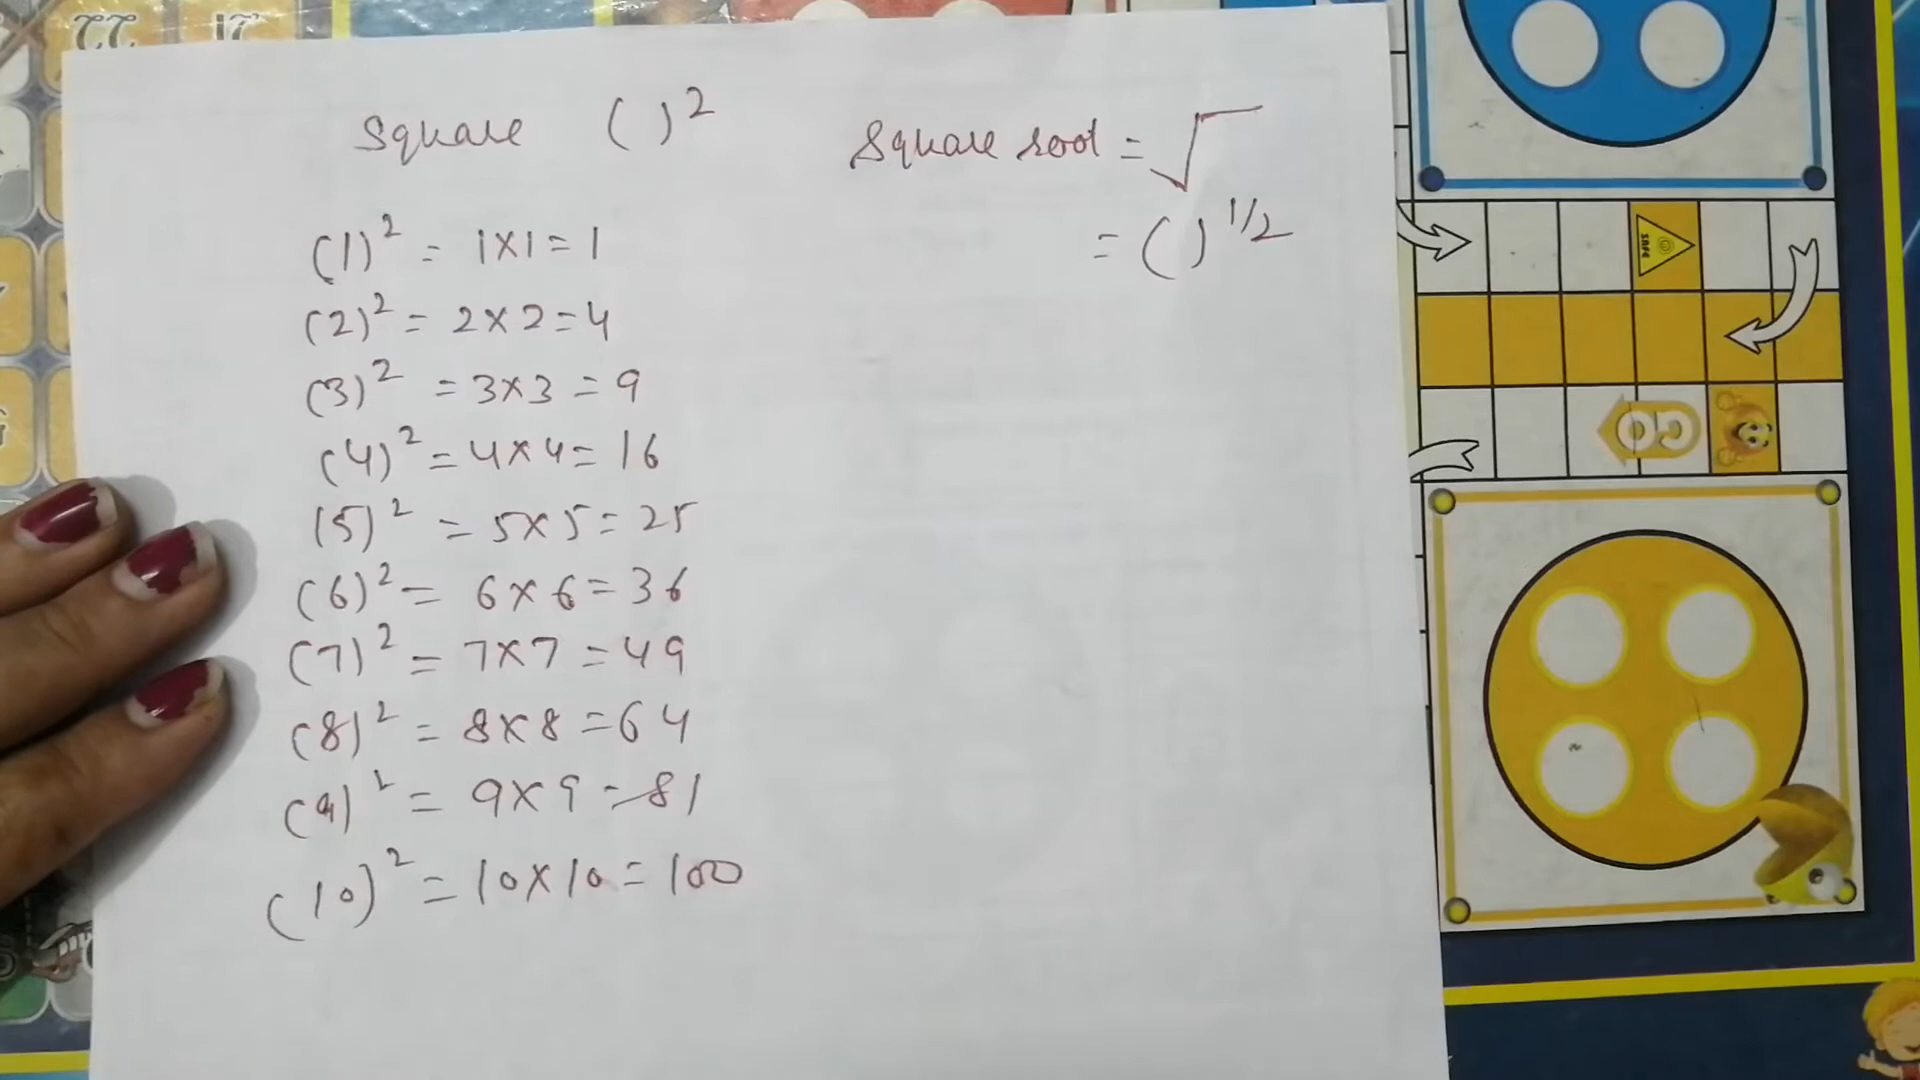 Square ( )²
(1)² = 1×1=1
(2)² = 2×2=4
(3)² = 3×3=9
(4)² = 4×4=16
(5)² = 5×5=25
(6)² = 6×6=36
(7)² = 7×7=49
(8)² = 8×8=64
(9)² = 9×9=81
(10)² = 10×10=100
Square root = √
= ( )^1/2
SAFE
GO